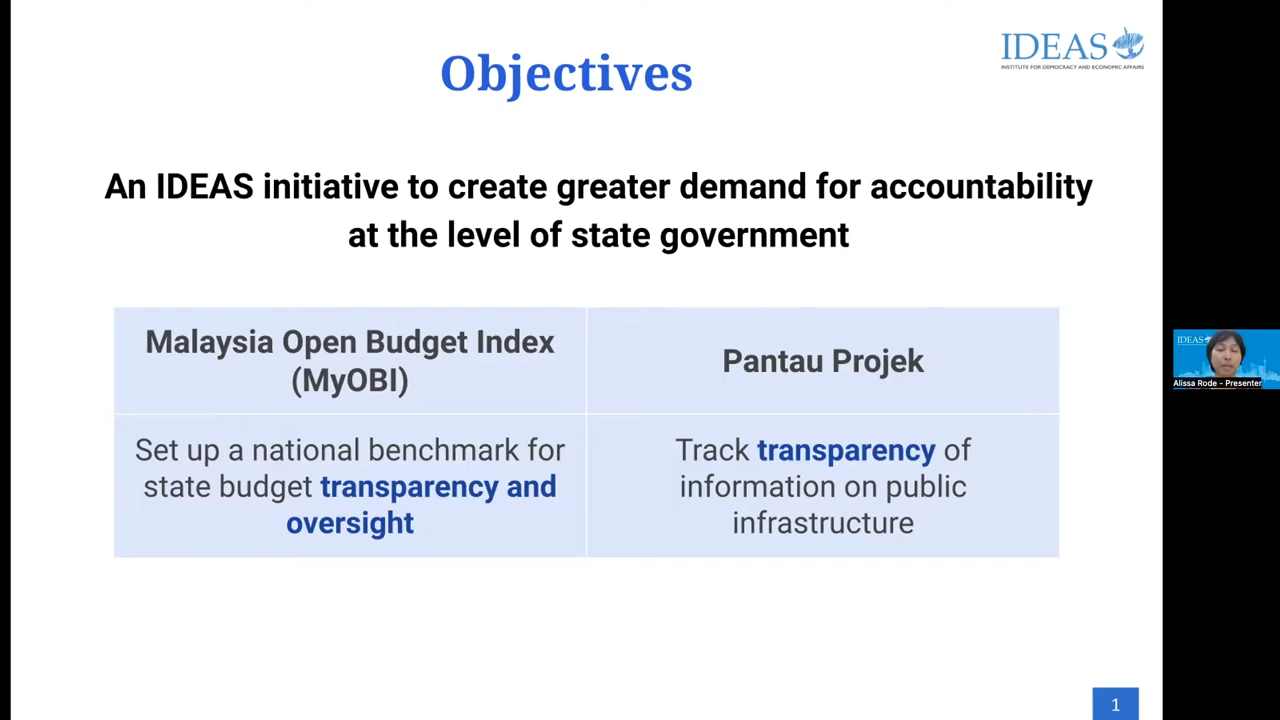 Objectives
IDEAS
INSTITUTE FOR DEMOCRACY AND ECONOMIC AFFAIRS
An IDEAS initiative to create greater demand for accountability
at the level of state government
Malaysia Open Budget Index
(MyOBI)
Pantau Projek
Set up a national benchmark for
state budget transparency and
oversight
Track transparency of
information on public
infrastructure
IDEAS
Alissa Rode - Presenter
1